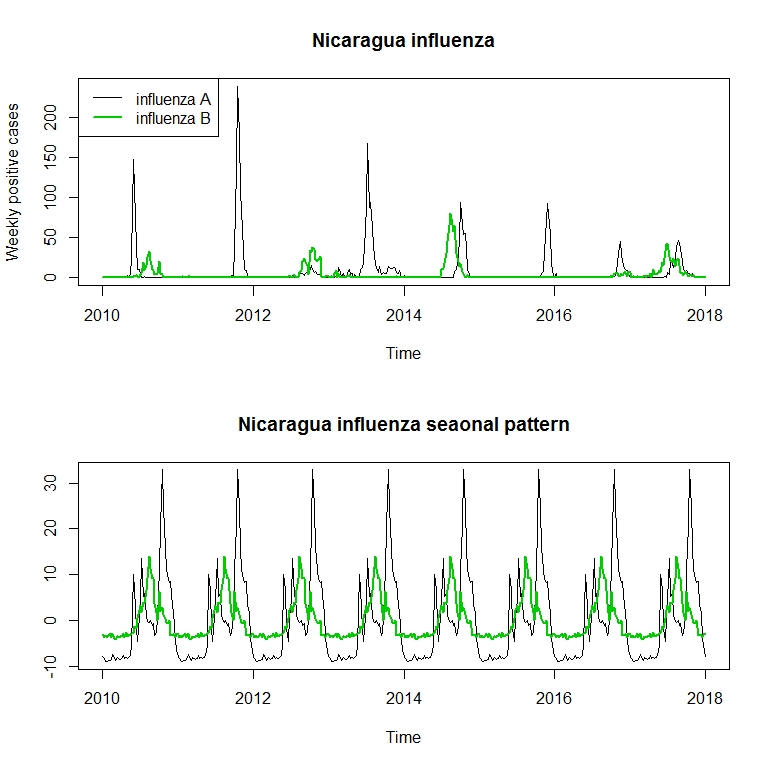 Nicaragua influenza
Weekly positive cases
influenza A
influenza B
200
150
100
50
0
2010 2012 2014 2016 2018
Time
Nicaragua influenza seaonal pattern
30
20
10
0
-10
2010 2012 2014 2016 2018
Time